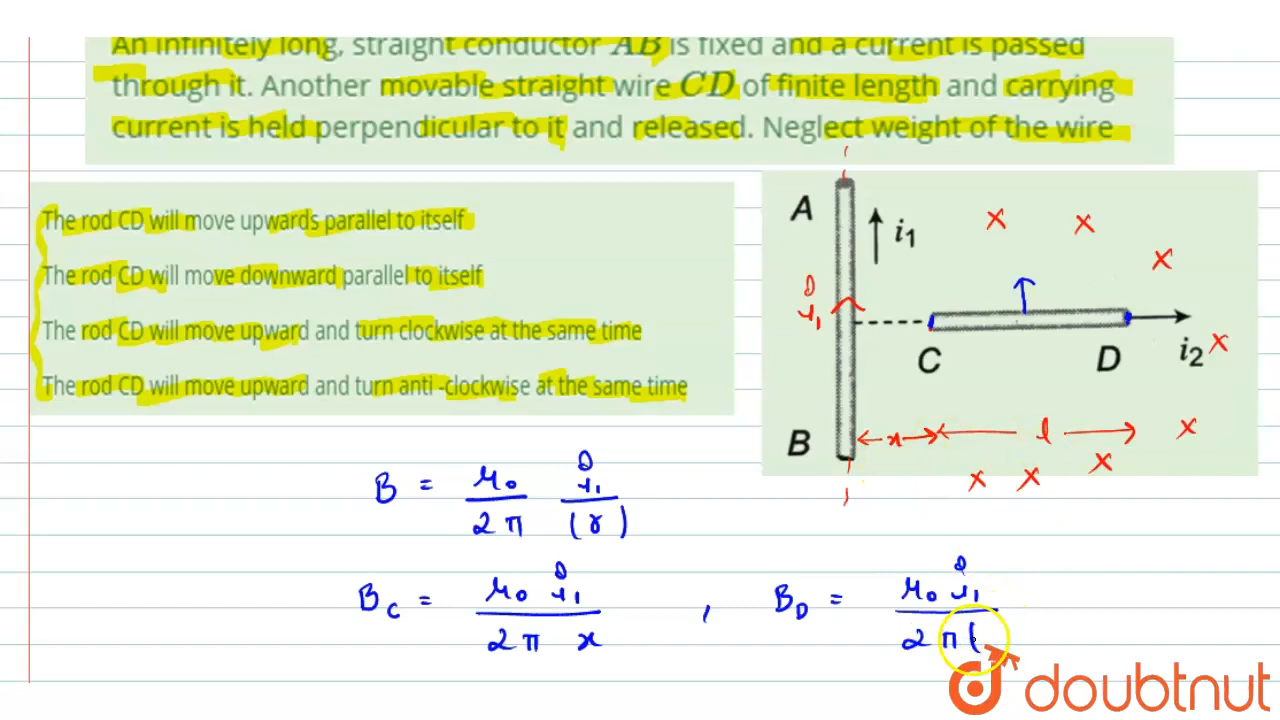 An infinitely long, straight conductor AB is fixed and a current is passed
through it. Another movable straight wire CD of finite length and carrying
current is held perpendicular to it and released. Neglect weight of the wire
The rod CD will move upwards parallel to itself
The rod CD will move downward parallel to itself
The rod CD will move upward and turn clockwise at the same time
The rod CD will move upward and turn anti -clockwise at the same time
A
i₁
x x x
i₁
C D i₂ x
B
x l x
x x x
B = μ₀ i₁ / 2π (r)
B_C = μ₀ i₁ / 2π x , B_D = μ₀ i₁ / 2π (
doubtnut